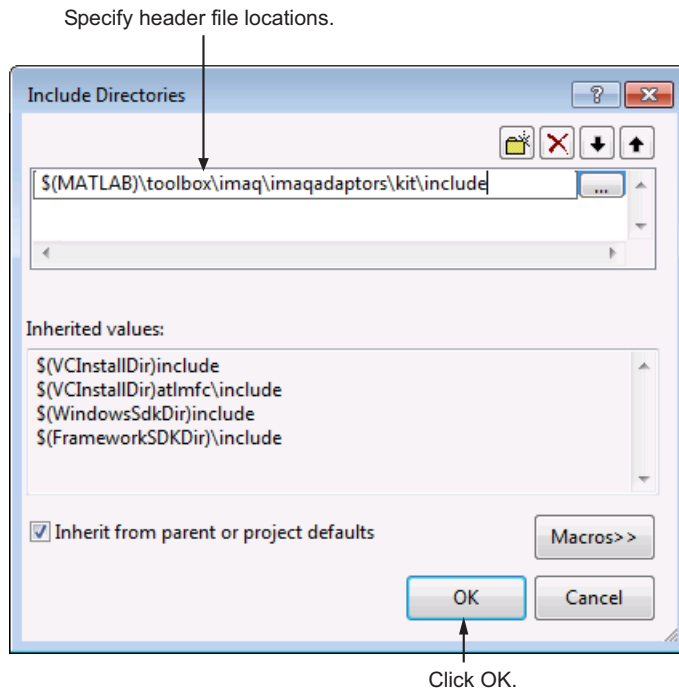 Specify header file locations.
Include Directories
$(MATLAB)\toolbox\imaq\imaqadaptors\kit\include
...
Inherited values:
$(VCInstallDir)include
$(VCInstallDir)atlmfc\include
$(WindowsSdkDir)include
$(FrameworkSDKDir)\include
Inherit from parent or project defaults
Macros>>
OK
Cancel
Click OK.